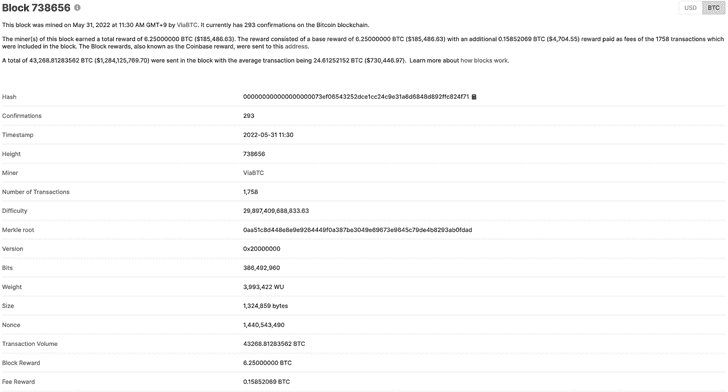 Block 738656
USD BTC
This block was mined on May 31, 2022 at 11:30 AM GMT+9 by ViaBTC. It currently has 293 confirmations on the Bitcoin blockchain.
The miner(s) of this block earned a total reward of 6.25000000 BTC ($185,486.63). The reward consisted of a base reward of 6.25000000 BTC ($185,486.63) with an additional 0.15852069 BTC ($4,704.55) reward paid as fees of the 1758 transactions which
were included in the block. The Block rewards, also known as the Coinbase reward, were sent to this address.
A total of 43,268.81283562 BTC ($1,284,125,769.70) were sent in the block with the average transaction being 24.61252152 BTC ($730,446.97). Learn more about how blocks work.
Hash 0000000000000000000073ef06543252dce1cc24c9e31a6d6848d892ffc824f71
Confirmations 293
Timestamp 2022-05-31 11:30
Height 738656
Miner ViaBTC
Number of Transactions 1,758
Difficulty 29,897,409,688,833.63
Merkle root 0aa51c8d448e8e9e9264449f0a387be3049e69673e9645c79de4b8293ab0fdad
Version 0x20000000
Bits 386,492,960
Weight 3,993,422 WU
Size 1,324,859 bytes
Nonce 1,440,543,490
Transaction Volume 43268.81283562 BTC
Block Reward 6.25000000 BTC
Fee Reward 0.15852069 BTC